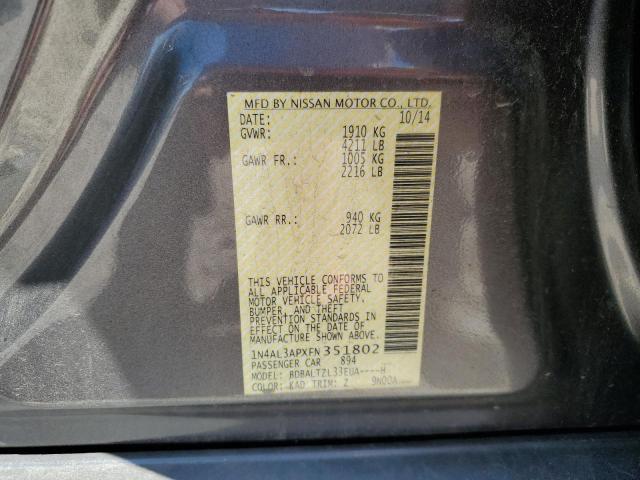 MFD BY NISSAN MOTOR CO., LTD.
DATE: 10/14
GVWR: 1910 KG
4211 LB
GAWR FR.: 1005 KG
2216 LB
GAWR RR.: 940 KG
2072 LB
THIS VEHICLE CONFORMS TO
ALL APPLICABLE FEDERAL
MOTOR VEHICLE SAFETY,
BUMPER, AND THEFT
PREVENTION STANDARDS IN
EFFECT ON THE DATE OF
MANUFACTURE SHOWN ABOVE.
1N4AL3APXFN351802
PASSENGER CAR 894
MODEL: BDBALTZL33EUA----H
COLOR: KAD TRIM: Z 9N00A